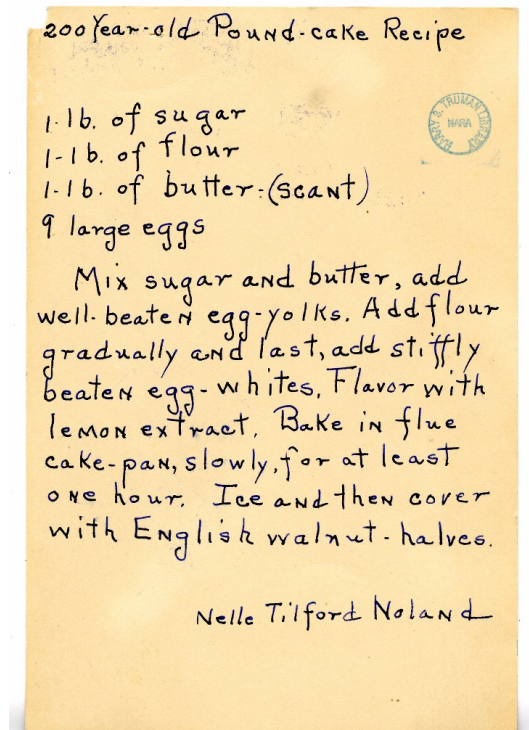 200 Year-old Pound-cake Recipe
HARRY S. TRUMAN LIBRARY
NARA
1-lb. of sugar
1-lb. of flour
1-lb. of butter-(scant)
9 large eggs
Mix sugar and butter, add
well-beaten egg-yolks. Add flour
gradually and last, add stiffly
beaten egg-whites. Flavor with
lemon extract. Bake in flue
cake-pan, slowly, for at least
one hour. Ice and then cover
with English walnut-halves.
Nelle Tilford Noland